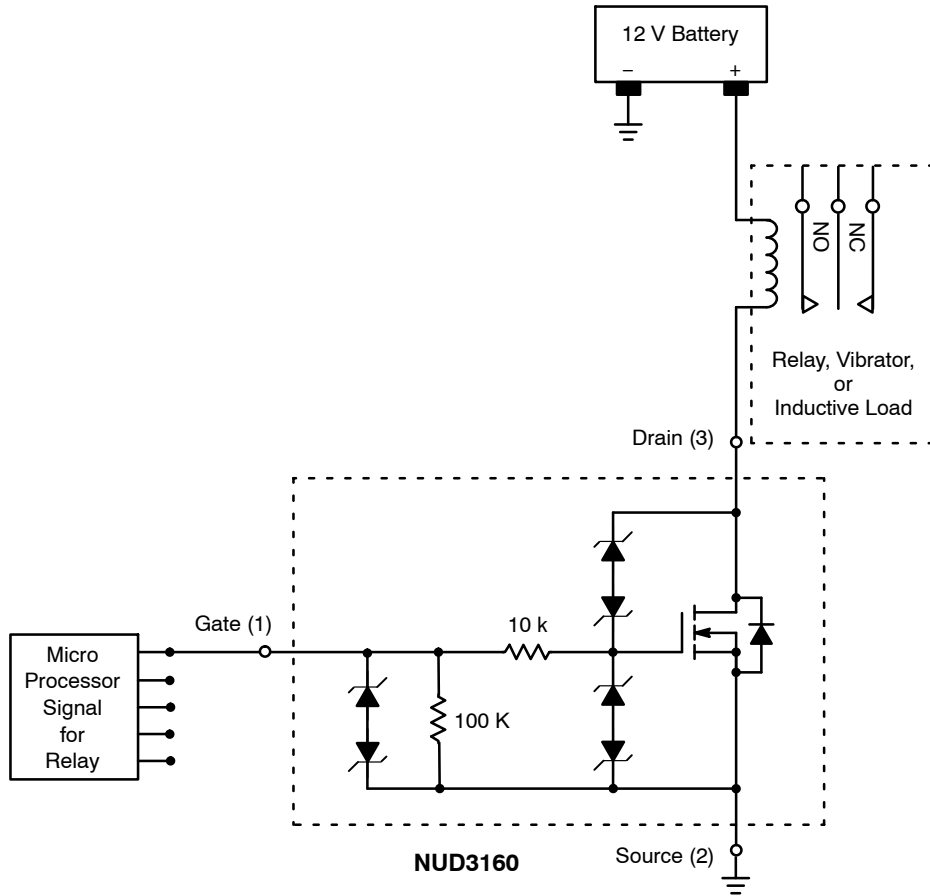 12 V Battery
– +
NO
NC
Relay, Vibrator,
or
Inductive Load
Drain (3)
Gate (1)
10 k
Micro
Processor
Signal
for
Relay
100 K
Source (2)
NUD3160